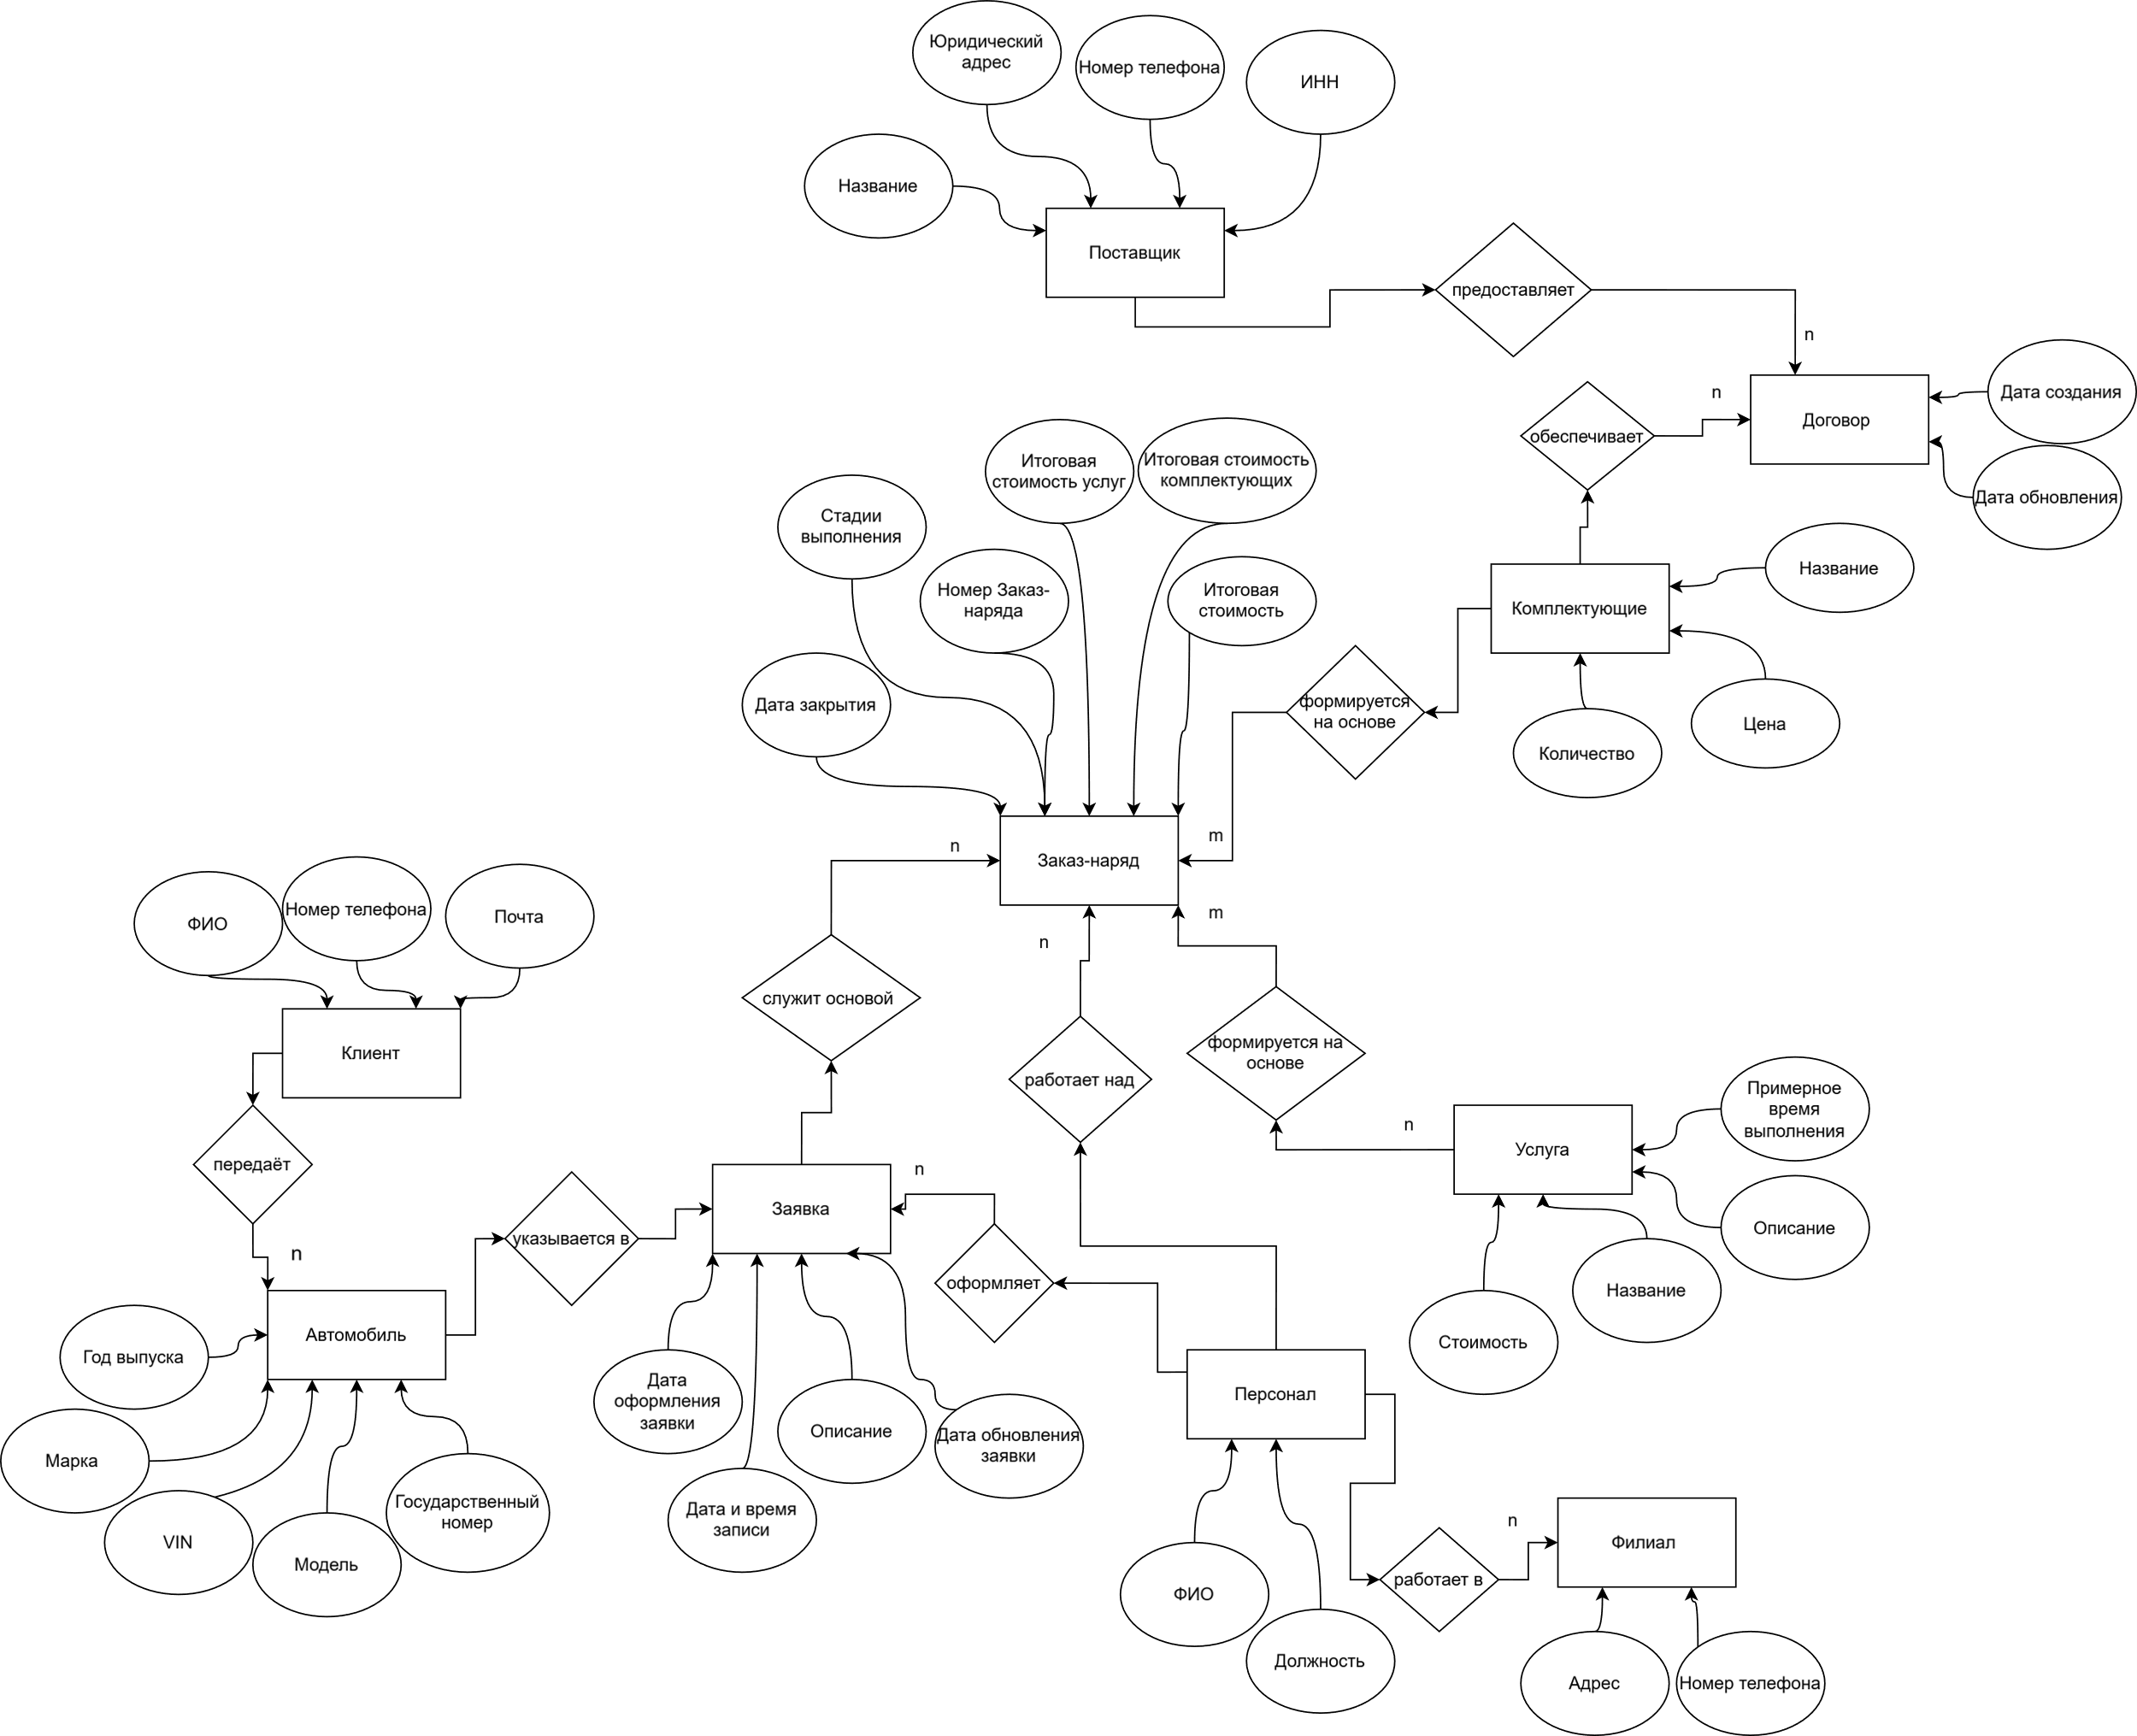 Юридический
адрес
Номер телефона
ИНН
Название
Поставщик
предоставляет
n
Дата создания
n
Договор
обеспечивает
Дата обновления
Итоговая
стоимость услуг
Итоговая стоимость
комплектующих
Стадии
выполнения
Номер Заказ-
наряда
Итоговая
стоимость
Название
Комплектующие
Цена
Количество
формируется
на основе
Дата закрытия
m
n
Заказ-наряд
m
n
ФИО
Номер телефона
Почта
Клиент
служит основой
работает над
формируется на
основе
n
Примерное
время
выполнения
Услуга
Описание
Название
Стоимость
передаёт
n
указывается в
Заявка
n
оформляет
Автомобиль
Год выпуска
Марка
VIN
Модель
Государственный
номер
Дата
оформления
заявки
Дата и время
записи
Описание
Дата обновления
заявки
Персонал
ФИО
Должность
работает в
n
Филиал
Адрес
Номер телефона